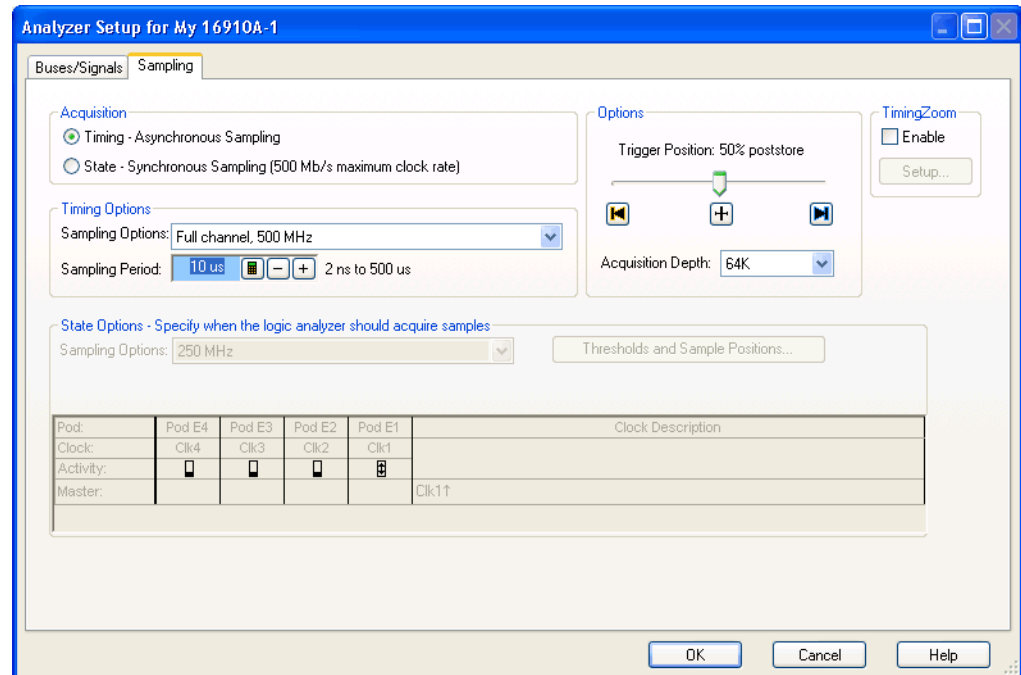 Analyzer Setup for My 16910A-1
Buses/Signals Sampling
Acquisition
Timing - Asynchronous Sampling
State - Synchronous Sampling (500 Mb/s maximum clock rate)
Timing Options
Sampling Options: Full channel, 500 MHz
Sampling Period: 10 us 2 ns to 500 us
Options
Trigger Position: 50% poststore
Acquisition Depth: 64K
TimingZoom
Enable
Setup...
State Options - Specify when the logic analyzer should acquire samples
Sampling Options: 250 MHz
Thresholds and Sample Positions...
Pod: Pod E4 Pod E3 Pod E2 Pod E1 Clock Description
Clock: Clk4 Clk3 Clk2 Clk1
Activity:
Master: Clk1↑
OK Cancel Help